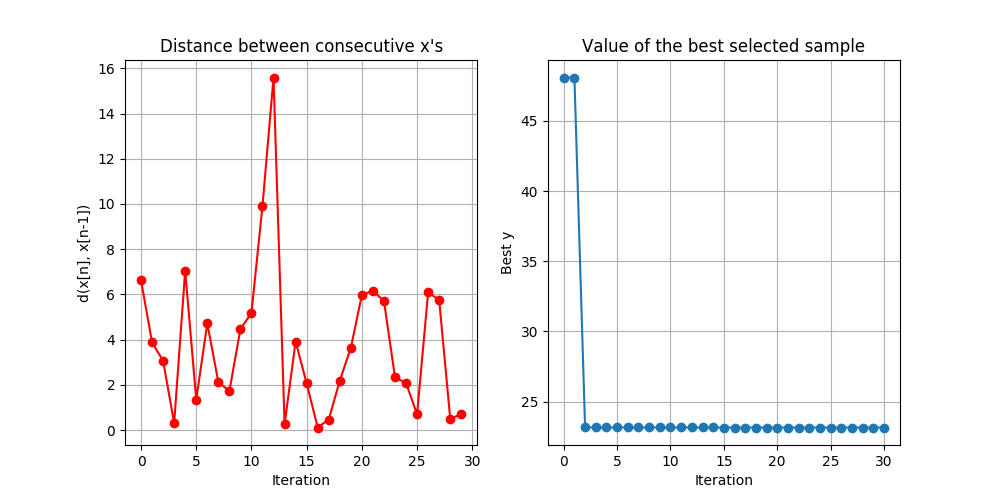 Distance between consecutive x's
16
14
12
10
8
6
4
2
0
d(x[n], x[n-1])
0 5 10 15 20 25 30
Iteration
Value of the best selected sample
45
40
35
30
25
Best y
0 5 10 15 20 25 30
Iteration